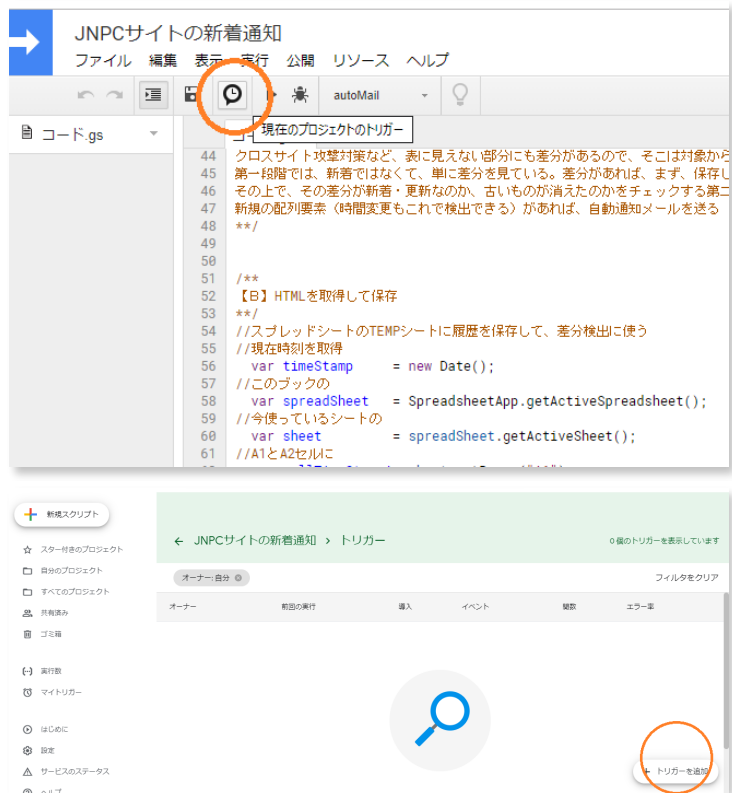 JNPCサイトの新着通知
ファイル 編集 表示 実行 公開 リソース ヘルプ
autoMail
現在のプロジェクトのトリガー
コード.gs
44 クロスサイト攻撃対策など、表に見えない部分にも差分があるので、そこは対象から
45 第一段階では、新着ではなくて、単に差分を見ている。差分があれば、まず、保存し
46 その上で、その差分が新着・更新なのか、古いものが消えたのかをチェックする第二
47 新規の配列要素（時間変更もこれで検出できる）があれば、自動通知メールを送る
48 **/
49
50
51 /**
52 【B】HTMLを取得して保存
53 **/
54 //スプレッドシートのTEMPシートに履歴を保存して、差分検出に使う
55 //現在時刻を取得
56 var timeStamp = new Date();
57 //このブックの
58 var spreadSheet = SpreadsheetApp.getActiveSpreadsheet();
59 //今使っているシートの
60 var sheet = spreadSheet.getActiveSheet();
61 //A1とA2セルに
新規スクリプト
← JNPCサイトの新着通知 > トリガー
0 個のトリガーを表示しています
スター付きのプロジェクト
自分のプロジェクト
すべてのプロジェクト
共有済み
ゴミ箱
オーナー: 自分
フィルタをクリア
オーナー 前回の実行 導入 イベント 関数 エラー率
実行数
マイトリガー
はじめに
設定
サービスのステータス
ヘルプ
+ トリガーを追加